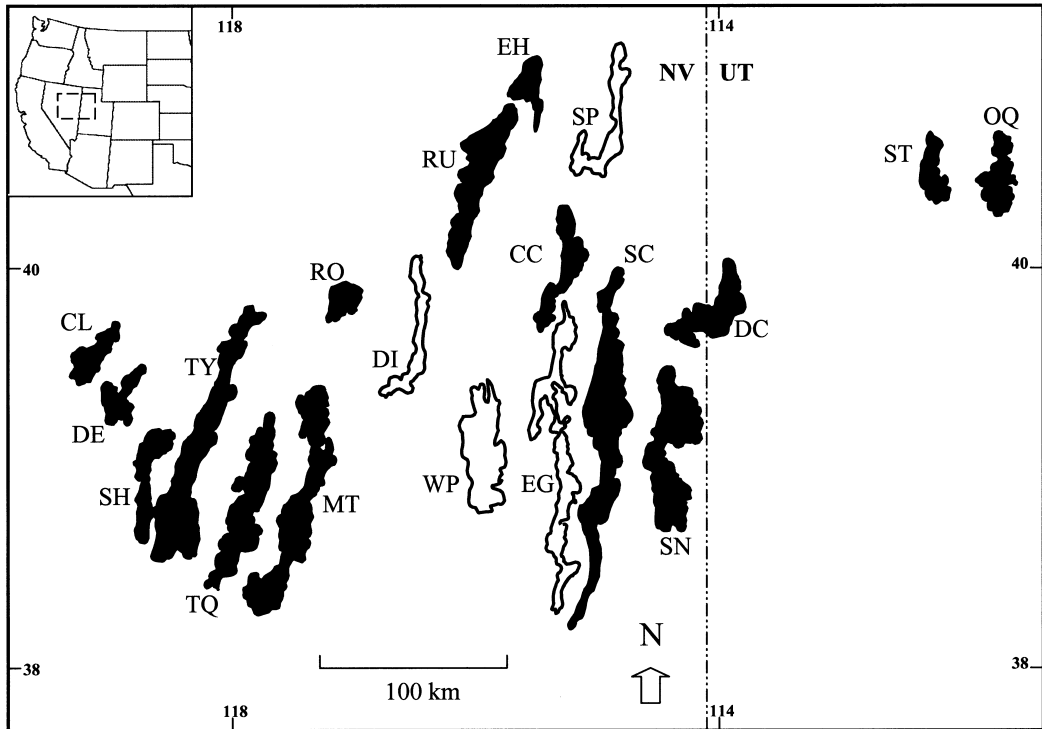 118
114
EH
NV UT
SP
OQ
ST
RU
CC
SC
40
40
RO
CL
DC
TY
DI
DE
WP
EG
SH
MT
SN
TQ
N
38
38
100 km
118
114